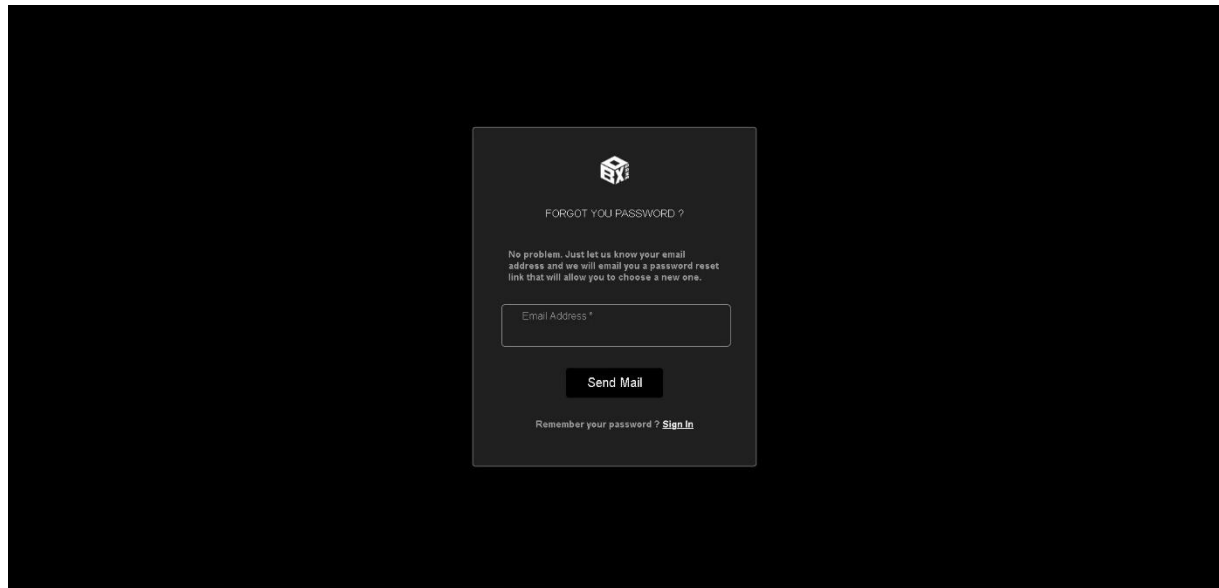 FORGOT YOU PASSWORD ?
No problem. Just let us know your email
address and we will email you a password reset
link that will allow you to choose a new one.
Email Address *
Send Mail
Remember your password ? Sign In